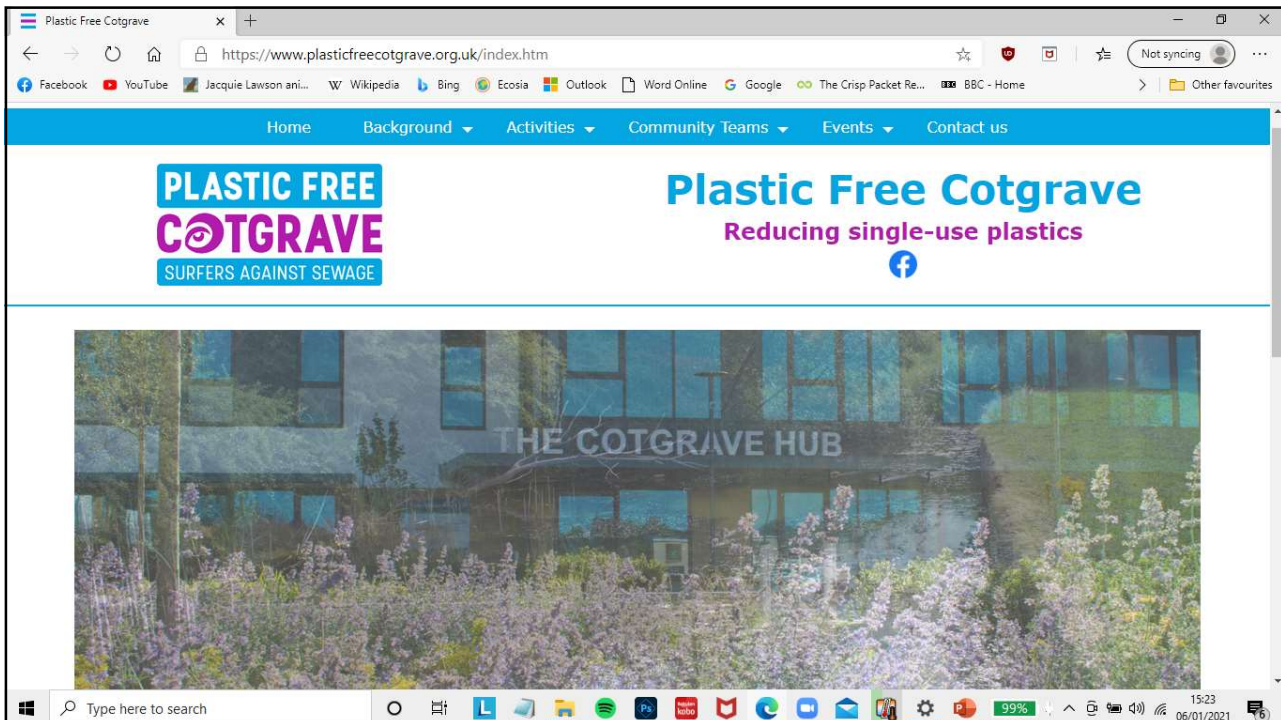 Plastic Free Cotgrave
https://www.plasticfreecotgrave.org.uk/index.htm
Not syncing
Facebook YouTube Jacquie Lawson ani... Wikipedia Bing Ecosia Outlook Word Online Google The Crisp Packet Re... BBC - Home Other favourites
Home Background Activities Community Teams Events Contact us
PLASTIC FREE
COTGRAVE
SURFERS AGAINST SEWAGE
Plastic Free Cotgrave
Reducing single-use plastics
THE COTGRAVE HUB
Type here to search
99%
15:23
06/01/2021